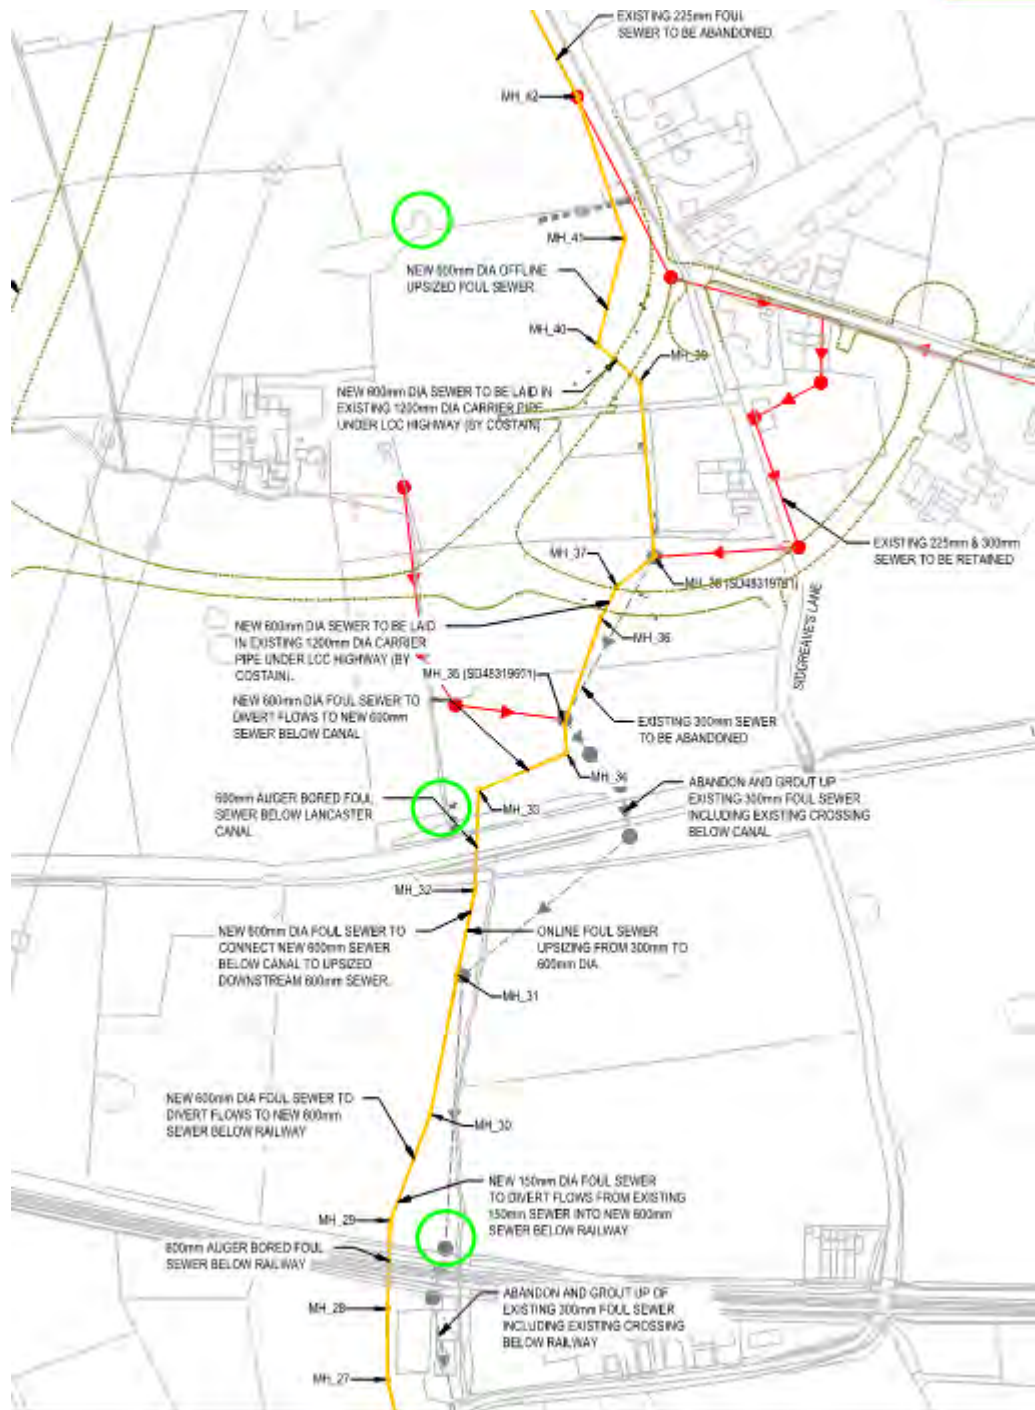 EXISTING 225mm FOUL
SEWER TO BE ABANDONED
MH_42
MH_41
NEW 600mm DIA OFFLINE
UPSIZED FOUL SEWER
MH_40
MH_39
NEW 600mm DIA SEWER TO BE LAID IN
EXISTING 1200mm DIA CARRIER PIPE
UNDER LCC HIGHWAY (BY COSTAIN)
EXISTING 225mm & 300mm
SEWER TO BE RETAINED
MH_37
MH_38 (SD48319781)
SIDGREAVE'S LANE
NEW 600mm DIA SEWER TO BE LAID
IN EXISTING 1200mm DIA CARRIER
PIPE UNDER LCC HIGHWAY (BY
COSTAIN).
MH_36
MH_35 (SD48319601)
NEW 600mm DIA FOUL SEWER TO
DIVERT FLOWS TO NEW 600mm
SEWER BELOW CANAL
EXISTING 300mm SEWER
TO BE ABANDONED
MH_34
ABANDON AND GROUT UP
EXISTING 300mm FOUL SEWER
INCLUDING EXISTING CROSSING
BELOW CANAL
600mm AUGER BORED FOUL
SEWER BELOW LANCASTER
CANAL
MH_33
MH_32
NEW 600mm DIA FOUL SEWER TO
CONNECT NEW 600mm SEWER
BELOW CANAL TO UPSIZED
DOWNSTREAM 600mm SEWER.
ONLINE FOUL SEWER
UPSIZING FROM 300mm TO
600mm DIA
MH_31
NEW 600mm DIA FOUL SEWER TO
DIVERT FLOWS TO NEW 600mm
SEWER BELOW RAILWAY
MH_30
NEW 150mm DIA FOUL SEWER
TO DIVERT FLOWS FROM EXISTING
150mm SEWER INTO NEW 600mm
SEWER BELOW RAILWAY
MH_29
600mm AUGER BORED FOUL
SEWER BELOW RAILWAY
MH_28
ABANDON AND GROUT UP OF
EXISTING 300mm FOUL SEWER
INCLUDING EXISTING CROSSING
BELOW RAILWAY
MH_27